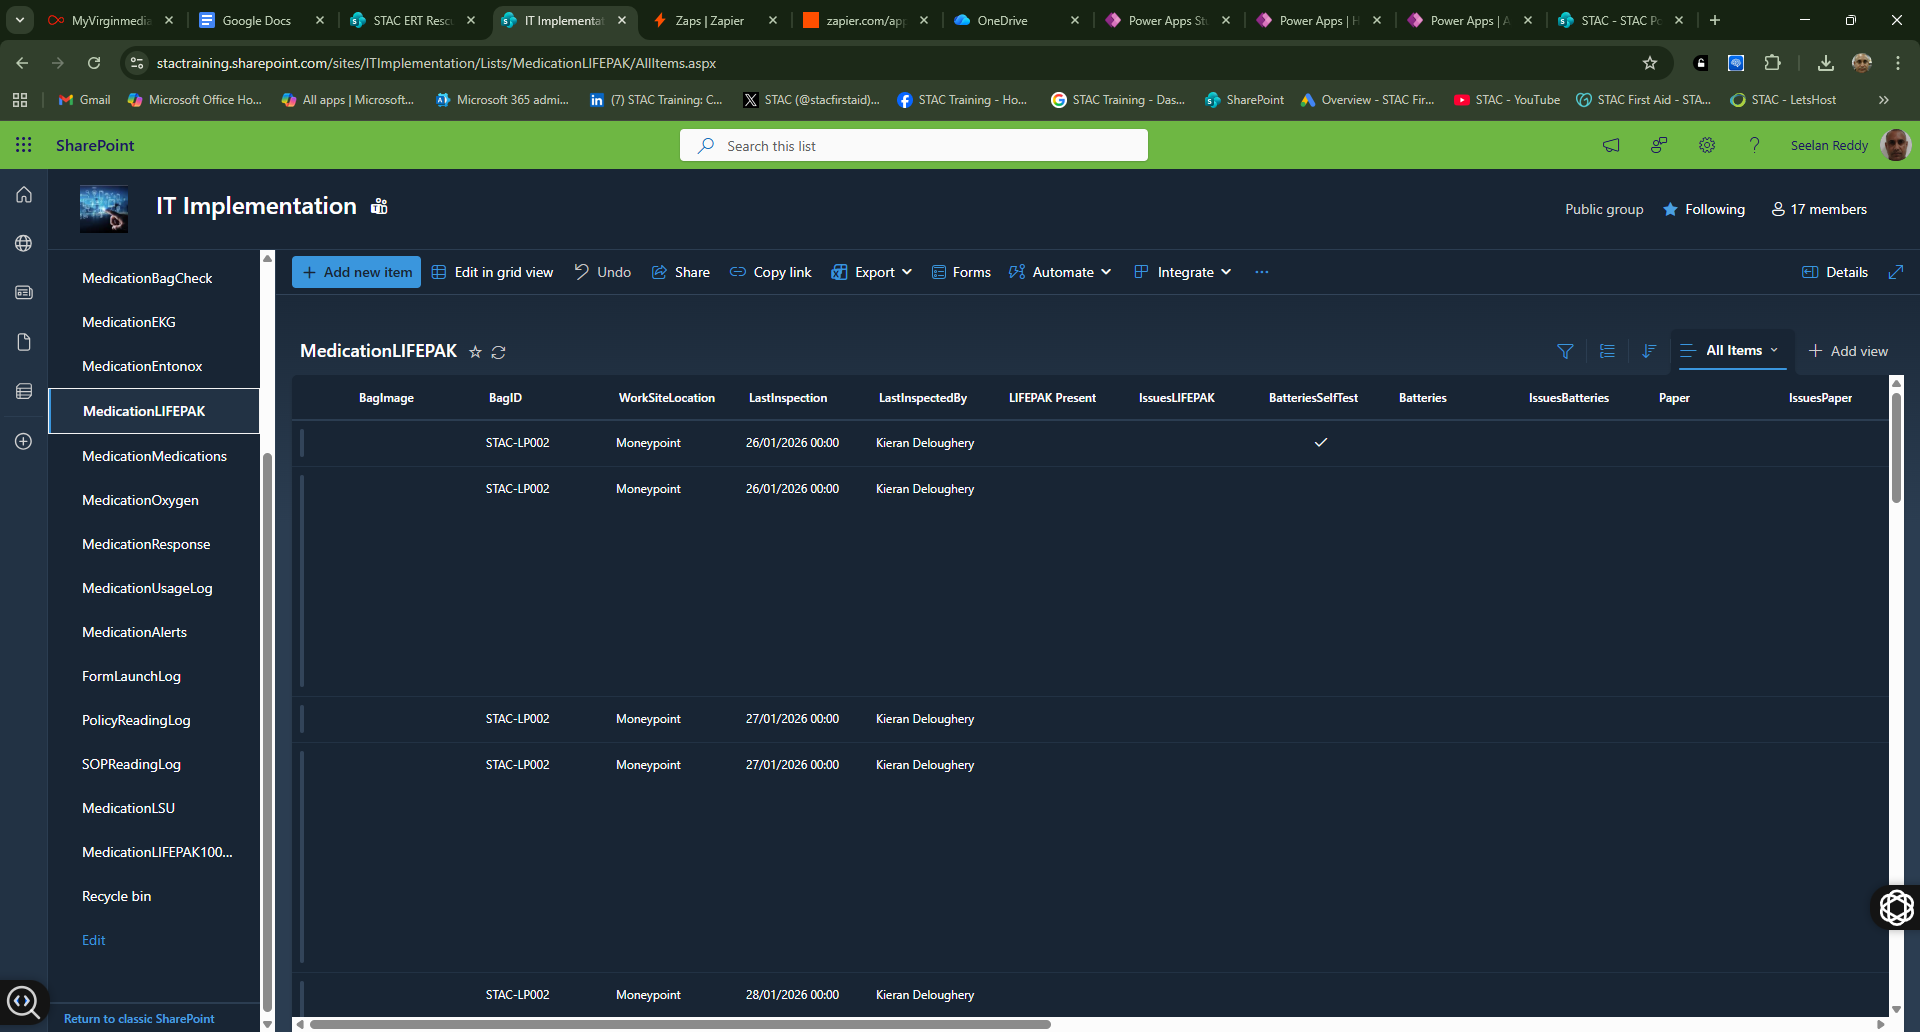 MyVirginmedia
Google Docs
STAC ERT Rescu
IT Implementat
Zaps | Zapier
zapier.com/app
OneDrive
Power Apps Stu
Power Apps | H
Power Apps | A
STAC - STAC Po
stactraining.sharepoint.com/sites/ITImplementation/Lists/MedicationLIFEPAK/AllItems.aspx
Gmail
Microsoft Office Ho...
All apps | Microsoft...
Microsoft 365 admi...
(7) STAC Training: C...
STAC (@stacfirstaid)...
STAC Training - Ho...
STAC Training - Das...
SharePoint
Overview - STAC Fir...
STAC - YouTube
STAC First Aid - STA...
STAC - LetsHost
SharePoint
Search this list
Seelan Reddy
IT Implementation
Public group
Following
17 members
MedicationBagCheck
MedicationEKG
MedicationEntonox
MedicationLIFEPAK
MedicationMedications
MedicationOxygen
MedicationResponse
MedicationUsageLog
MedicationAlerts
FormLaunchLog
PolicyReadingLog
SOPReadingLog
MedicationLSU
MedicationLIFEPAK100...
Recycle bin
Edit
Return to classic SharePoint
Add new item
Edit in grid view
Undo
Share
Copy link
Export
Forms
Automate
Integrate
Details
MedicationLIFEPAK
All Items
Add view
BagImage BagID WorkSiteLocation LastInspection LastInspectedBy LIFEPAK Present IssuesLIFEPAK BatteriesSelfTest Batteries IssuesBatteries Paper IssuesPaper
STAC-LP002 Moneypoint 26/01/2026 00:00 Kieran Deloughery
STAC-LP002 Moneypoint 26/01/2026 00:00 Kieran Deloughery
STAC-LP002 Moneypoint 27/01/2026 00:00 Kieran Deloughery
STAC-LP002 Moneypoint 27/01/2026 00:00 Kieran Deloughery
STAC-LP002 Moneypoint 28/01/2026 00:00 Kieran Deloughery